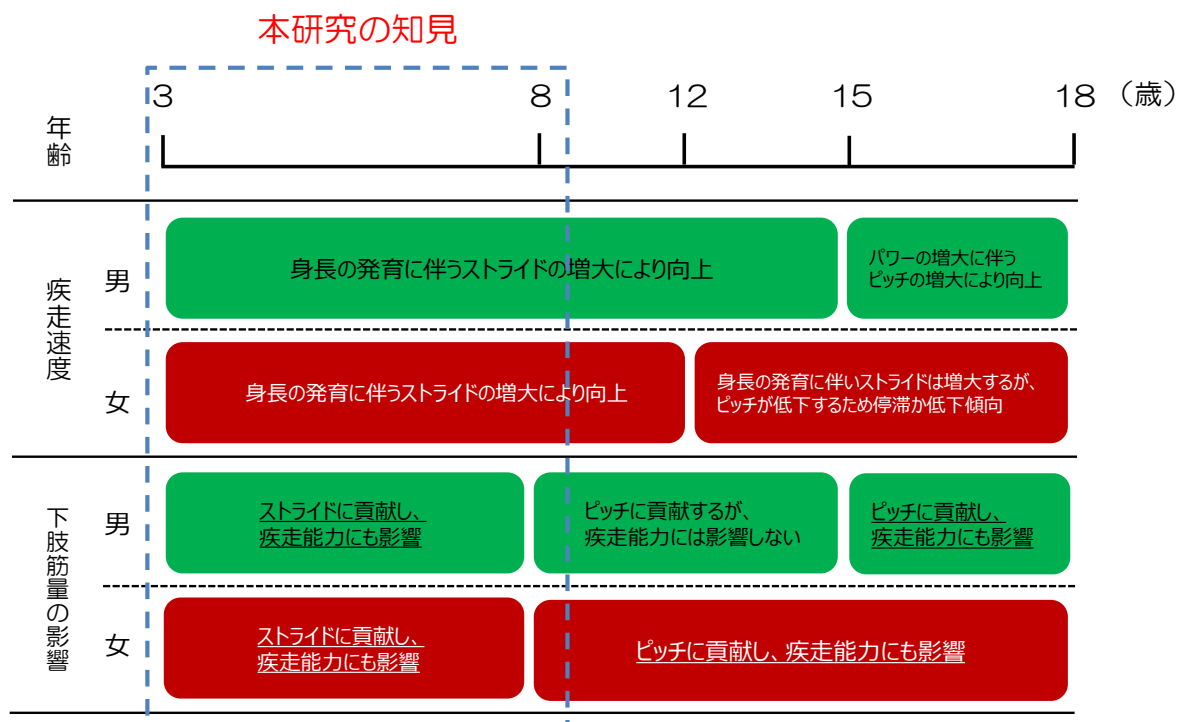 本研究の知見
3 8 12 15 18 （歳）
年齢
疾走速度
男
身長の発育に伴うストライドの増大により向上
パワーの増大に伴う
ピッチの増大により向上
女
身長の発育に伴うストライドの増大により向上
身長の発育に伴いストライドは増大するが、
ピッチが低下するため停滞か低下傾向
下肢筋量の影響
男
ストライドに貢献し、
疾走能力にも影響
ピッチに貢献するが、
疾走能力には影響しない
ピッチに貢献し、
疾走能力にも影響
女
ストライドに貢献し、
疾走能力にも影響
ピッチに貢献し、疾走能力にも影響